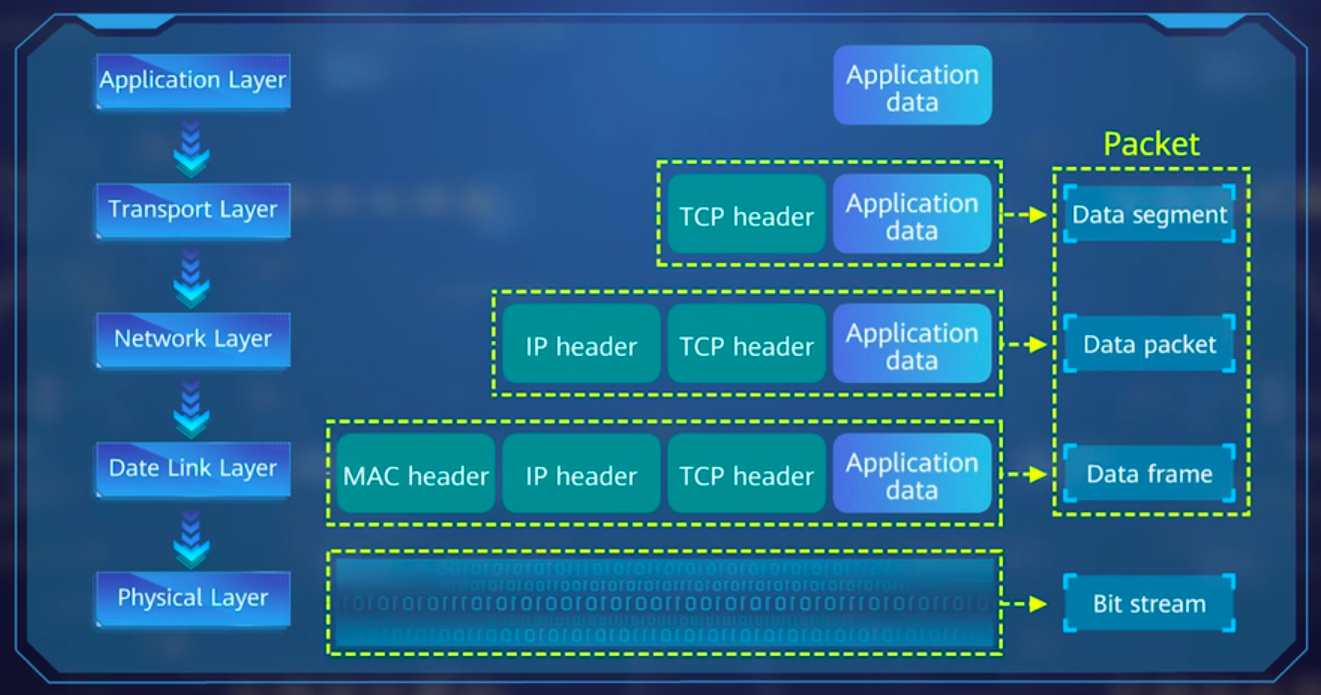 Application Layer
Application
data
Packet
Transport Layer
TCP header
Application
data
Data segment
Network Layer
IP header
TCP header
Application
data
Data packet
Date Link Layer
MAC header
IP header
TCP header
Application
data
Data frame
Physical Layer
Bit stream